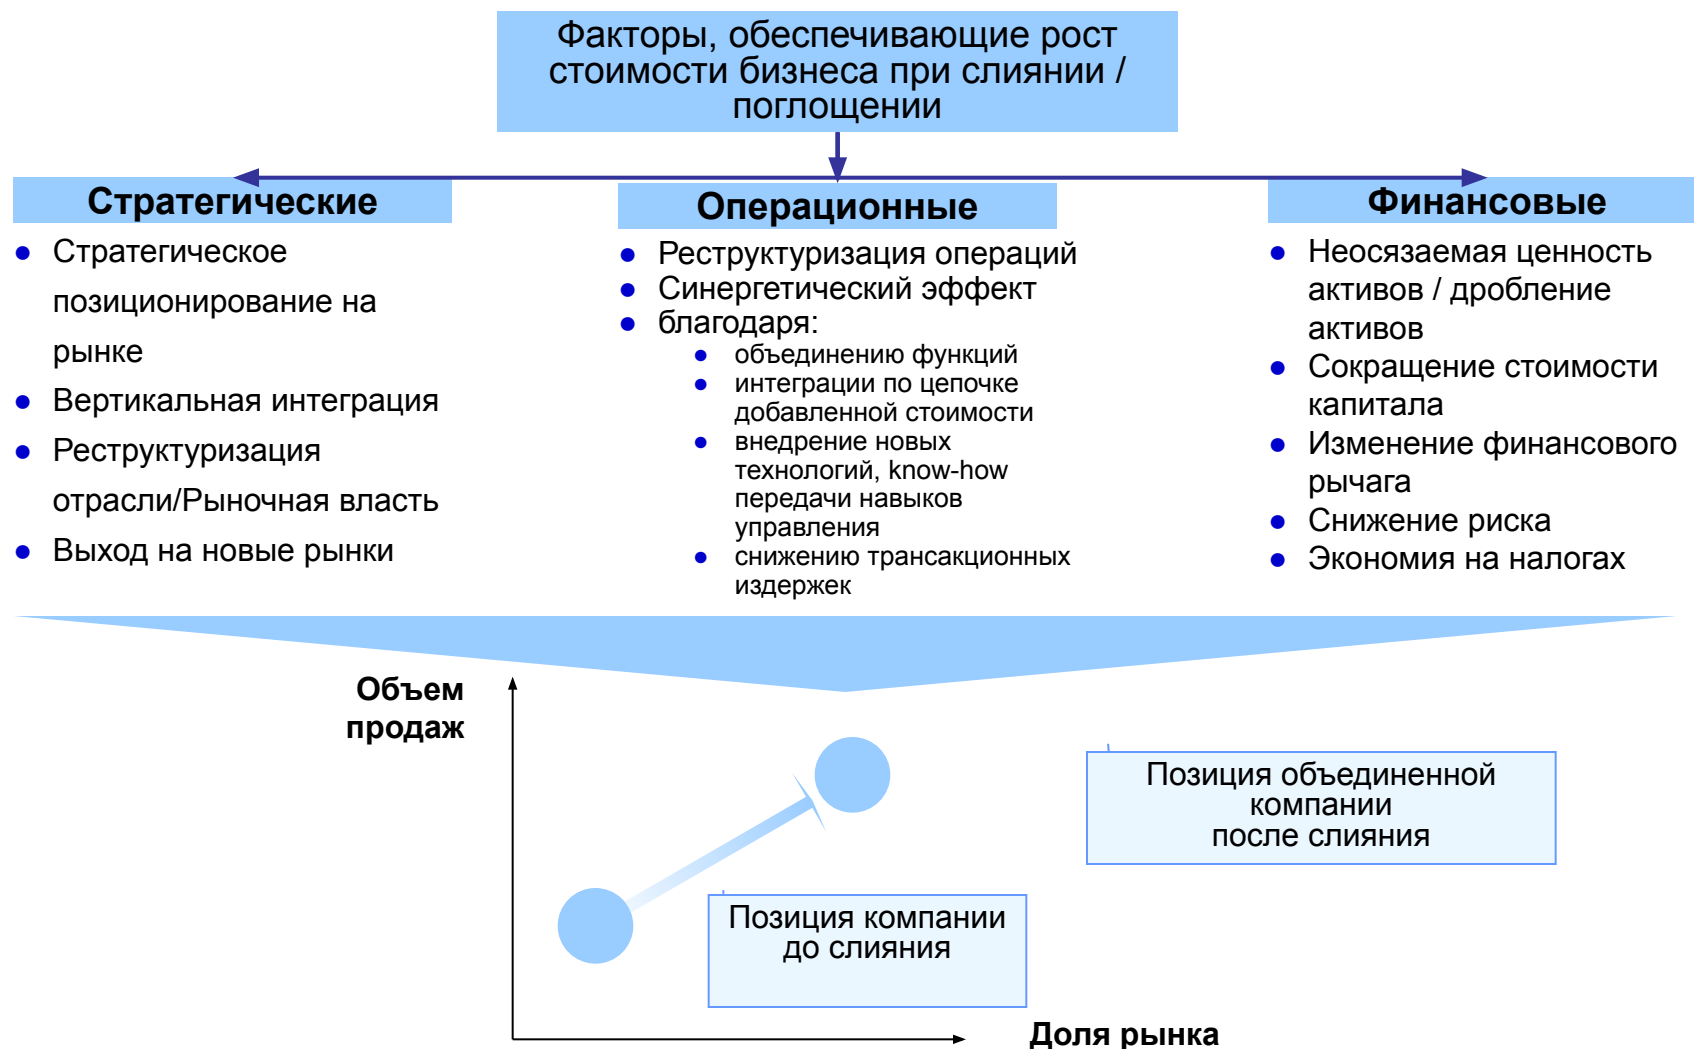 Факторы, обеспечивающие рост
стоимости бизнеса при слиянии /
поглощении
Стратегические
Стратегическое
позиционирование на
рынке
Вертикальная интеграция
Реструктуризация
отрасли/Рыночная власть
Выход на новые рынки
Операционные
Реструктуризация операций
Синергетический эффект
благодаря:
объединению функций
интеграции по цепочке
добавленной стоимости
внедрение новых
технологий, know-how
передачи навыков
управления
снижению трансакционных
издержек
Финансовые
Неосязаемая ценность
активов / дробление
активов
Сокращение стоимости
капитала
Изменение финансового
рычага
Снижение риска
Экономия на налогах
Объем
продаж
Позиция объединенной
компании
после слияния
Позиция компании
до слияния
Доля рынка